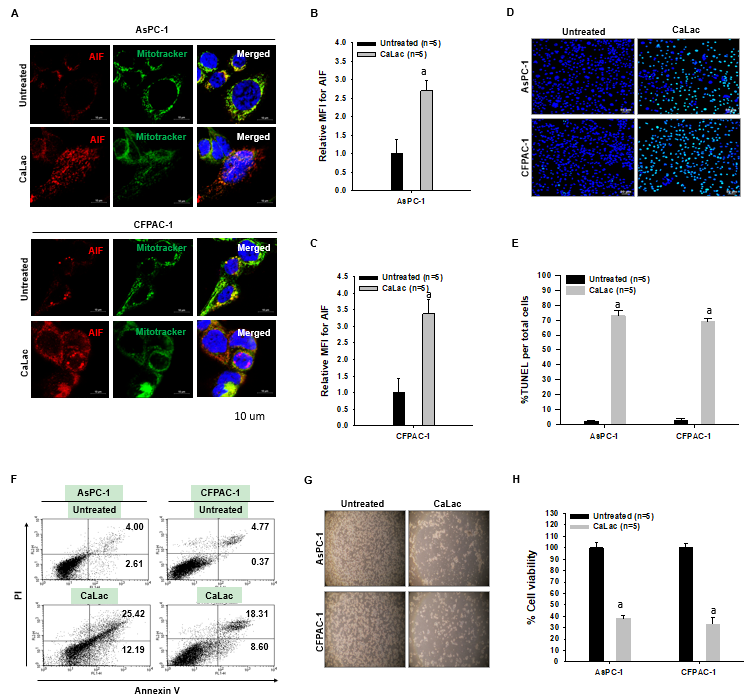 A
AsPC-1
Untreated
AIF
Mitotracker
Merged
CaLac
AIF
Mitotracker
Merged
CFPAC-1
Untreated
AIF
Mitotracker
Merged
CaLac
AIF
Mitotracker
Merged
10 um
B
Untreated (n=5)
CaLac (n=5)
Relative MFI for AIF
4.0
3.5
3.0
2.5
2.0
1.5
1.0
0.5
0.0
a
AsPC-1
C
Untreated (n=5)
CaLac (n=5)
Relative MFI for AIF
4.5
4.0
3.5
3.0
2.5
2.0
1.5
1.0
0.5
0.0
a
CFPAC-1
D
Untreated
CaLac
AsPC-1
CFPAC-1
E
Untreated (n=5)
CaLac (n=5)
%TUNEL per total cells
100
90
80
70
60
50
40
30
20
10
0
a
a
AsPC-1
CFPAC-1
F
AsPC-1
CFPAC-1
Untreated
Untreated
4.00
2.61
4.77
0.37
CaLac
CaLac
25.42
12.19
18.31
8.60
PI
Annexin V
G
Untreated
CaLac
AsPC-1
CFPAC-1
H
Untreated (n=5)
CaLac (n=5)
% Cell viability
130
120
110
100
90
80
70
60
50
40
30
20
10
0
a
a
AsPC-1
CFPAC-1